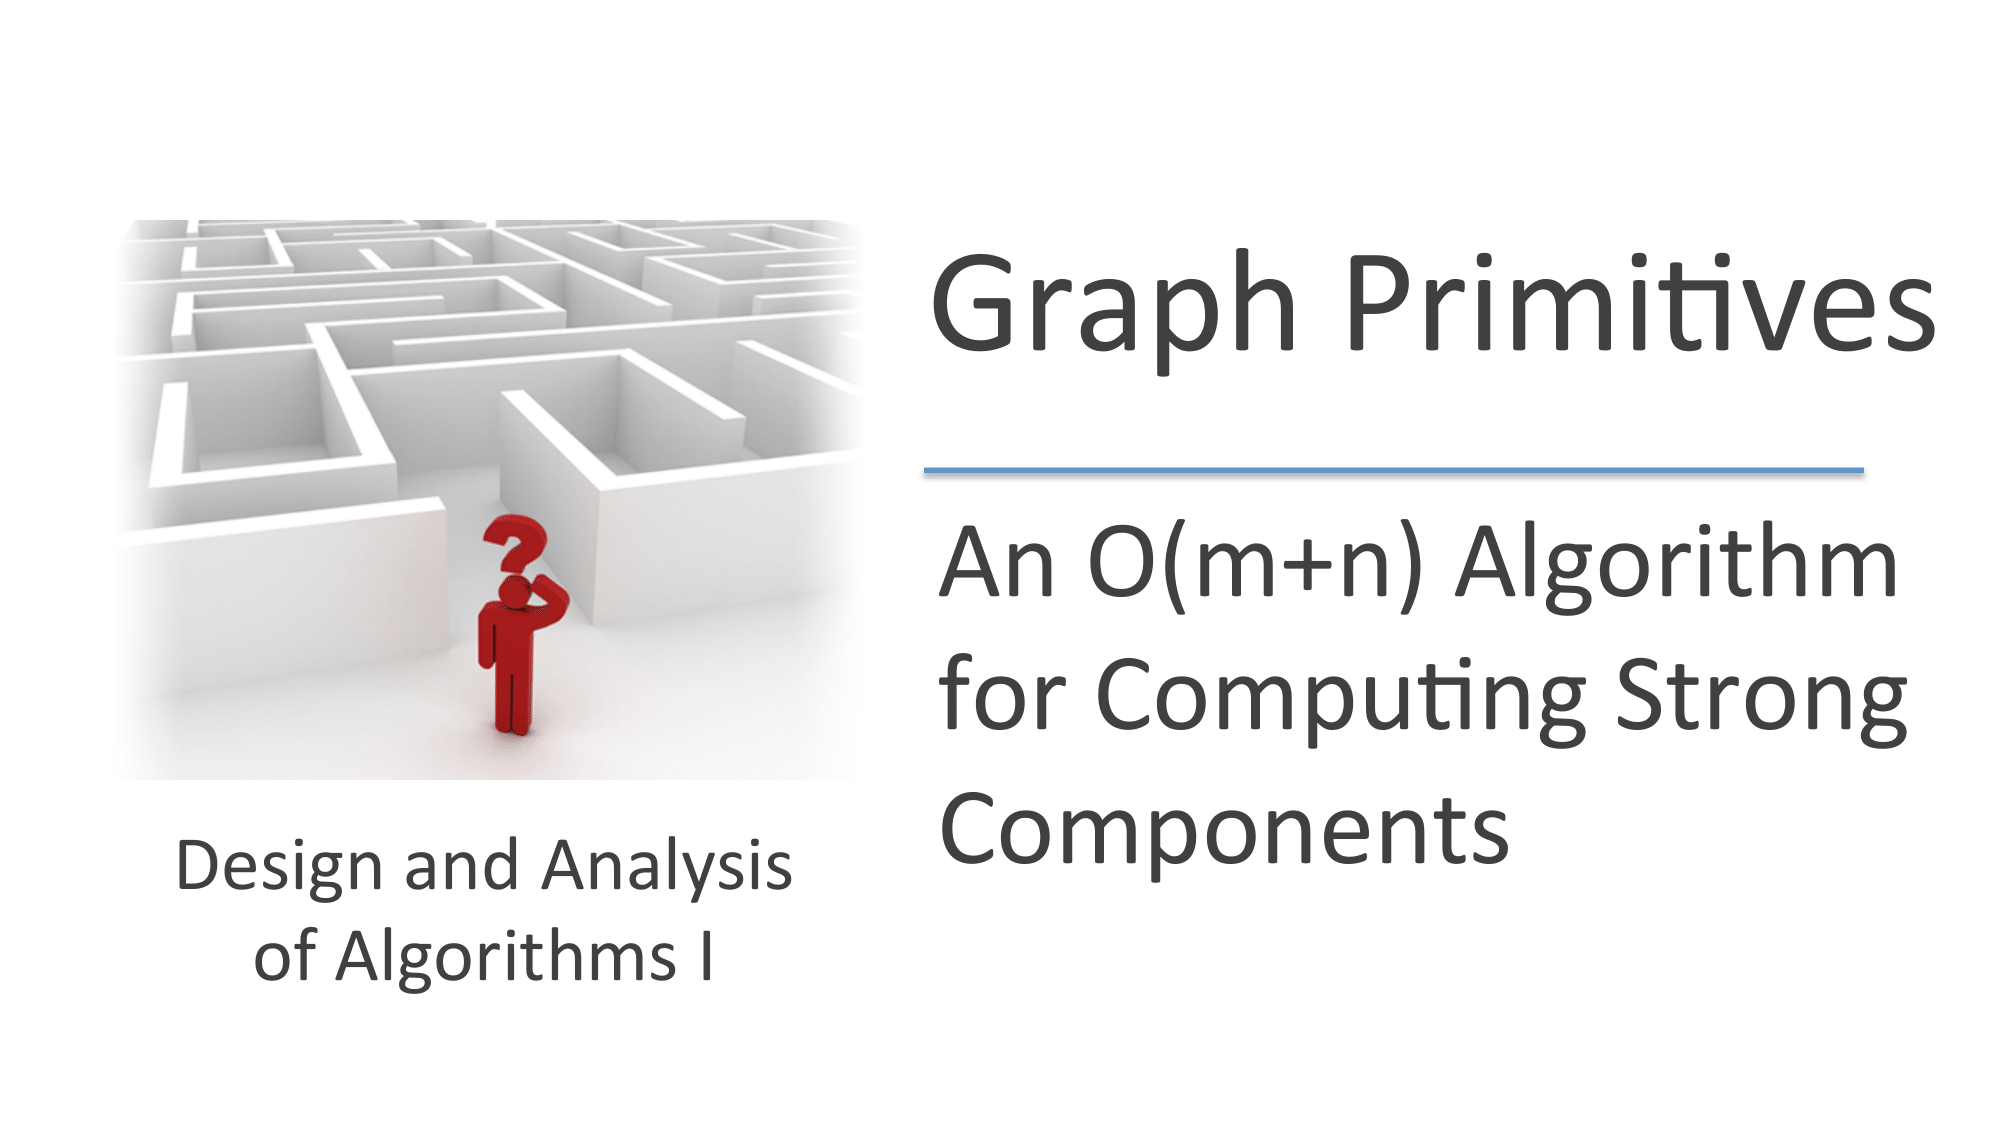 Graph Primitives
An O(m+n) Algorithm
for Computing Strong
Components
Design and Analysis
of Algorithms I